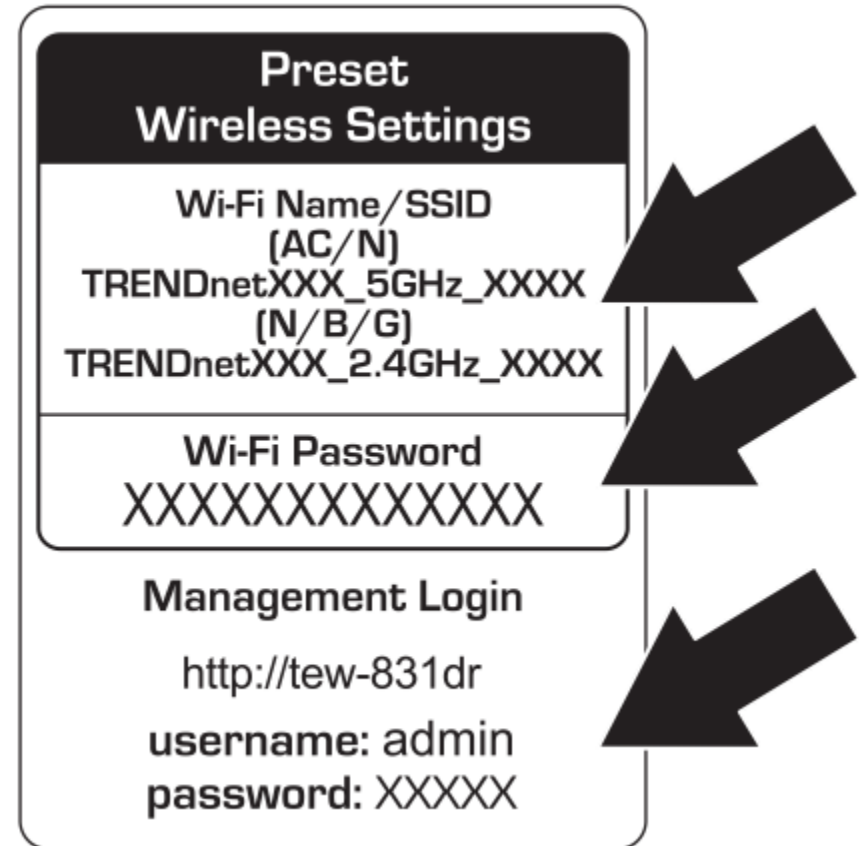 Preset
Wireless Settings
Wi-Fi Name/SSID
(AC/N)
TRENDnetXXX_5GHz_XXXX
(N/B/G)
TRENDnetXXX_2.4GHz_XXXX
Wi-Fi Password
XXXXXXXXXXXXX
Management Login
http://tew-831dr
username: admin
password: XXXXX